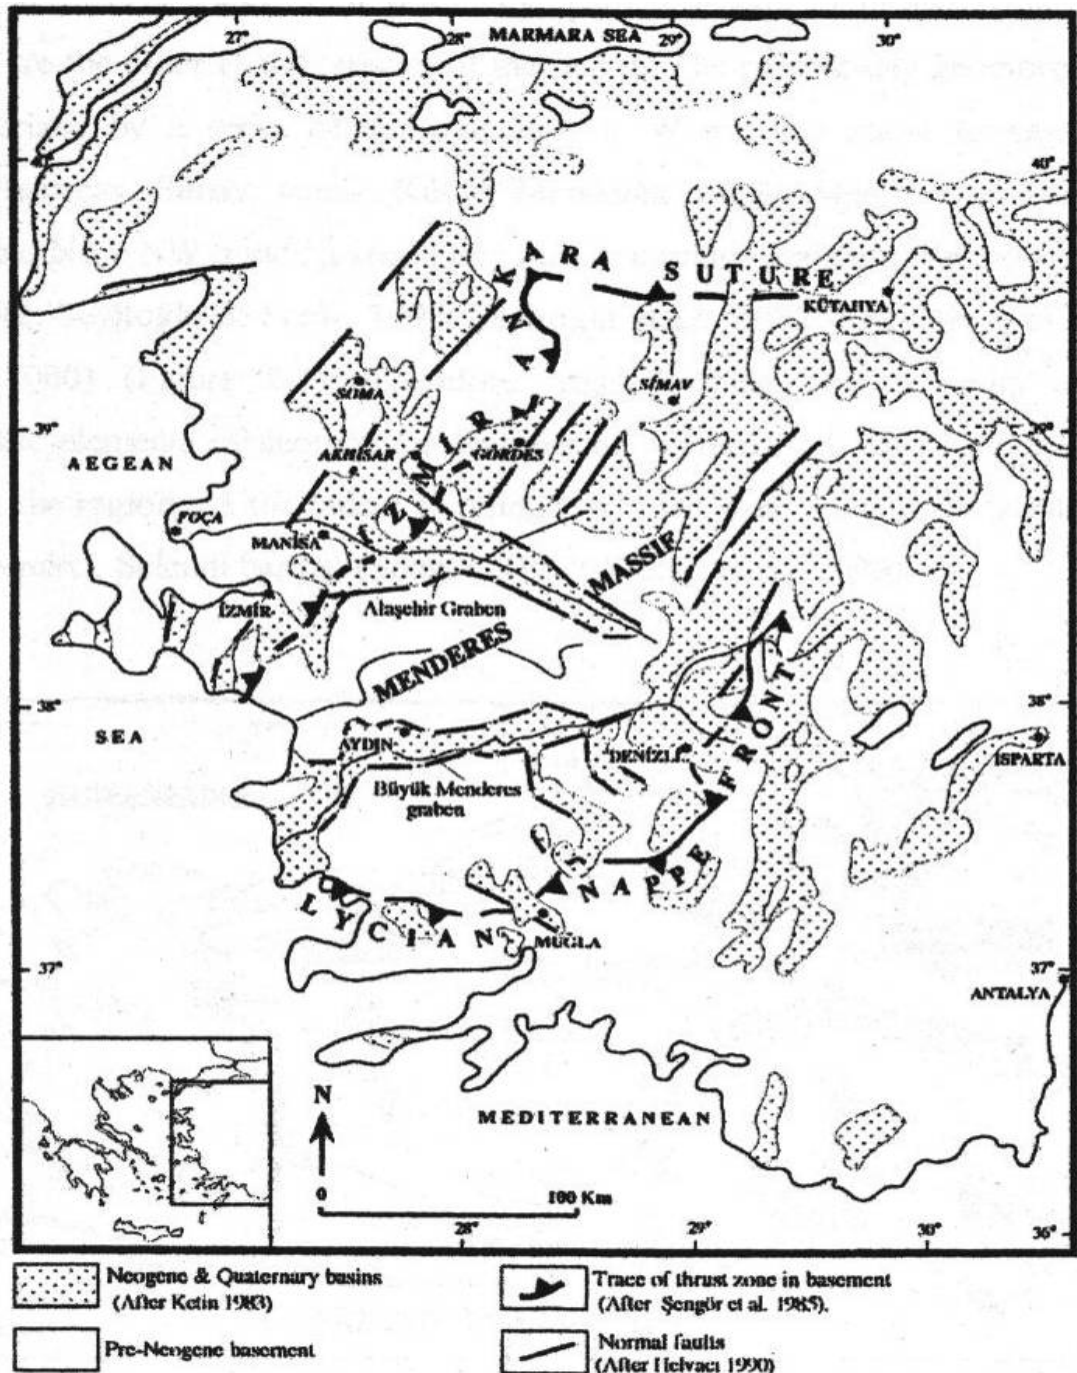 27°
28°
MARMARA SEA
29°
30°
40°
KARA SUTURE
AN
KÜTAHYA
SİMAV
SOMA
39°
39°
AKHİSAR
GÖRDES
AEGEAN
İZMİR
FOÇA
MANİSA
MASSIF
İZMİR
Alaşehir Graben
MENDERES
38°
38°
SEA
AYDIN
DENİZLİ
FRONT
ISPARTA
Büyük Menderes
graben
NAPPE
LYCIAN
MUĞLA
37°
37°
ANTALYA
N
MEDITERRANEAN
0
100 Km
28°
29°
30°
36°
Neogene & Quaternary basins
(After Ketin 1983)
Trace of thrust zone in basement
(After Şengör et al. 1985).
Pre-Neogene basement
Normal faults
(After Helvacı 1990)